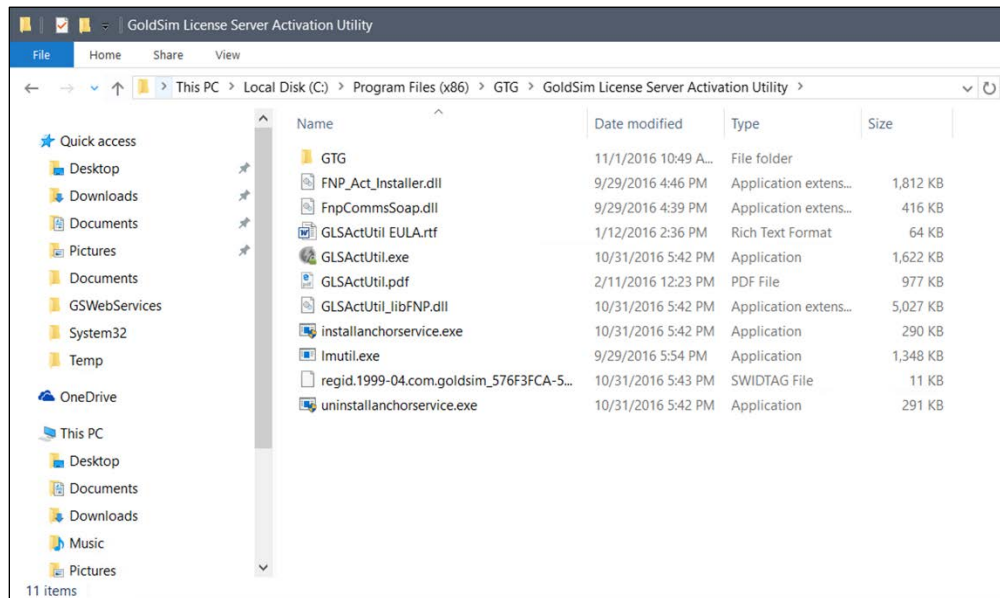 GoldSim License Server Activation Utility
File Home Share View
This PC > Local Disk (C:) > Program Files (x86) > GTG > GoldSim License Server Activation Utility >
Name Date modified Type Size
Quick access
Desktop
Downloads
Documents
Pictures
Documents
GSWebServices
System32
Temp
OneDrive
This PC
Desktop
Documents
Downloads
Music
Pictures
GTG 11/1/2016 10:49 A... File folder
FNP_Act_Installer.dll 9/29/2016 4:46 PM Application extens... 1,812 KB
FnpCommsSoap.dll 9/29/2016 4:39 PM Application extens... 416 KB
GLSActUtil EULA.rtf 1/12/2016 2:36 PM Rich Text Format 64 KB
GLSActUtil.exe 10/31/2016 5:42 PM Application 1,622 KB
GLSActUtil.pdf 2/11/2016 12:23 PM PDF File 977 KB
GLSActUtil_libFNP.dll 10/31/2016 5:42 PM Application extens... 5,027 KB
installanchorservice.exe 10/31/2016 5:42 PM Application 290 KB
lmutil.exe 9/29/2016 5:54 PM Application 1,348 KB
regid.1999-04.com.goldsim_576F3FCA-5... 10/31/2016 5:43 PM SWIDTAG File 11 KB
uninstallanchorservice.exe 10/31/2016 5:42 PM Application 291 KB
11 items